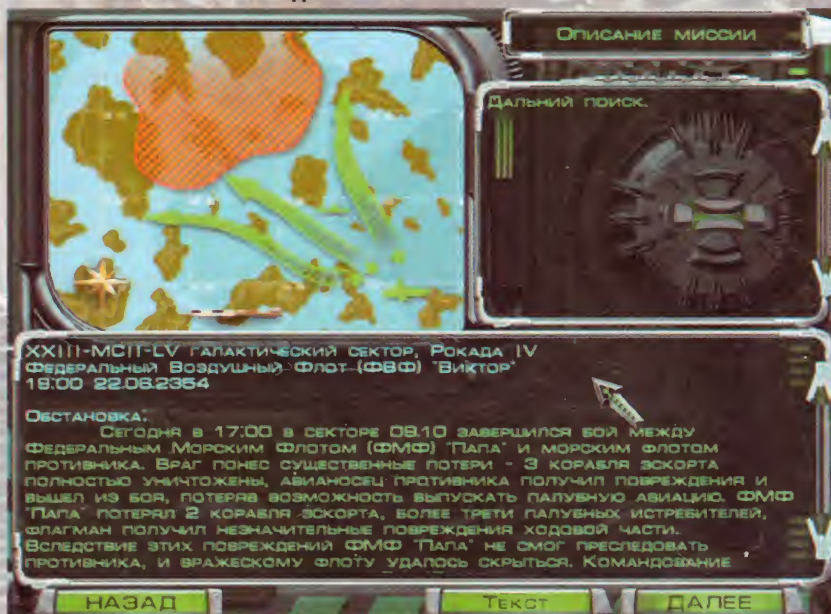 Описание миссии
Дальний поиск.
XXIII-MCII-LV галактический сектор, Рокада IV
Федеральный Воздушный Флот (ФВФ) "Виктор"
19:00 22.08.2354
Обстановка:
Сегодня в 17:00 в секторе 08.10 завершился бой между
Федеральным Морским Флотом (ФМФ) "Папа" и морским флотом
противника. Враг понес существенные потери - 3 корабля эскорта
полностью уничтожены, авианосец противника получил повреждения и
вышел из боя, потеряв возможность выпускать палубную авиацию. ФМФ
"Папа" потерял 2 корабля эскорта, более трети палубных истребителей,
флагман получил незначительные повреждения ходовой части.
Вследствие этих повреждений ФМФ "Папа" не смог преследовать
противника, и вражескому флоту удалось скрыться. Командование
НАЗАД
Текст
ДАЛЕЕ